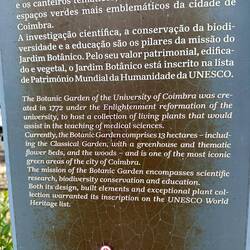 e os canteiros temáticos
espaços verdes mais emblemáticos da cidade de
Coimbra.
A investigação científica, a conservação da biodi-
versidade e a educação são os pilares da missão do
Jardim Botânico. Pelo seu valor patrimonial, edifica-
do e vegetal, o Jardim Botânico está inscrito na lista
de Património Mundial da Humanidade da UNESCO.
The Botanic Garden of the University of Coimbra was cre-
ated in 1772 under the Enlightenment reformation of the
university, to host a collection of living plants that would
assist in the teaching of medical sciences.
Currently, the Botanic Garden comprises 13 hectares – includ-
ing the Classical Garden, with a greenhouse and thematic
flower beds, and the woods – and is one of the most iconic
green areas of the city of Coimbra.
The mission of the Botanic Garden encompasses scientific
research, biodiversity conservation and education.
Both its design, built elements and exceptional plant col-
lection warranted its inscription on the UNESCO World
Heritage list.